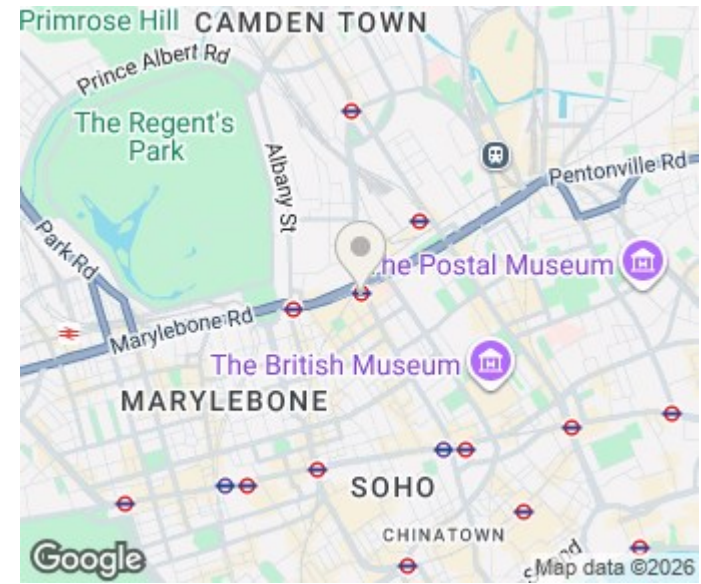 Primrose Hill
CAMDEN TOWN
Prince Albert Rd
The Regent's
Park
Albany St
Pentonville Rd
Park Rd
he Postal Museum
Marylebone Rd
The British Museum
MARYLEBONE
SOHO
CHINATOWN
Google
Map data ©2026